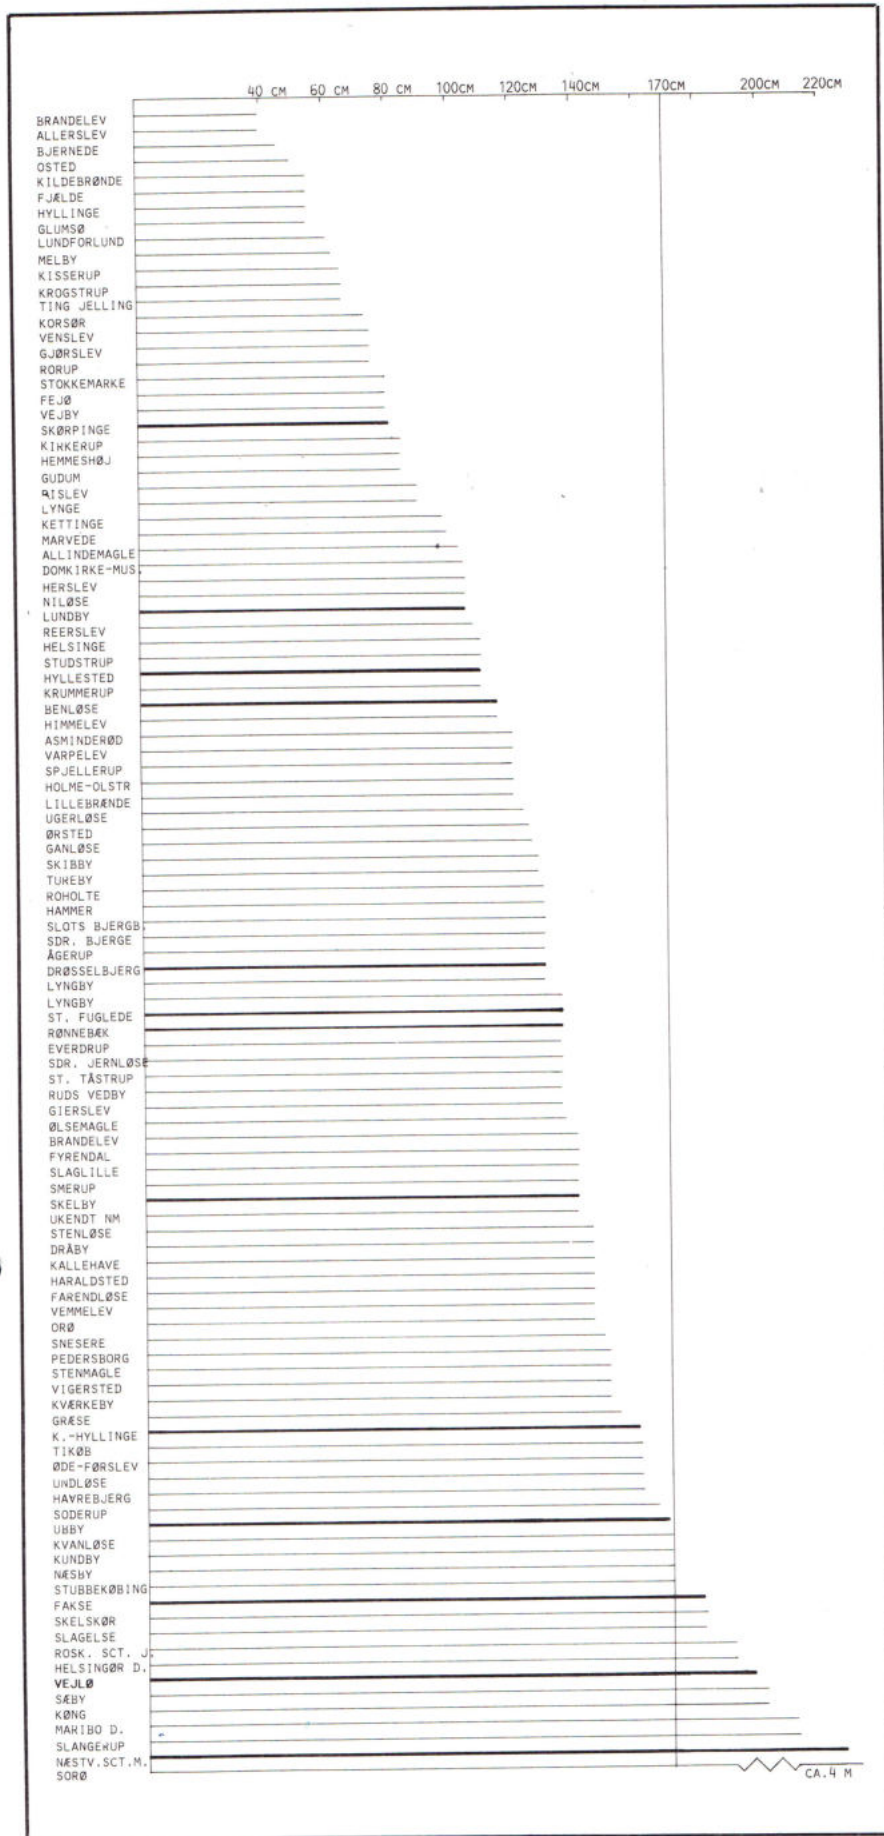 40 CM 60 CM 80 CM 100CM 120CM 140CM 170CM 200CM 220CM
BRANDELEV
ALLERSLEV
BJERNEDE
OSTED
KILDEBRØNDE
FJÆLDE
HYLLINGE
GLUMSØ
LUNDFORLUND
MELBY
KISSERUP
KROGSTRUP
TING JELLING
KORSØR
VENSLEV
GJØRSLEV
RORUP
STOKKEMARKE
FEJØ
VEJBY
SKØRPINGE
KIRKERUP
HEMMESHØJ
GUDUM
RISLEV
LYNGE
KETTINGE
MARVEDE
ALLINDEMAGLE
DOMKIRKE-MUS.
HERSLEV
NILØSE
LUNDBY
REERSLEV
HELSINGE
STUDSTRUP
HYLLESTED
KRUMMERUP
BENLØSE
HIMMELEV
ASMINDERØD
VARPELEV
SPJELLERUP
HOLME-OLSTR
LILLEBRÆNDE
UGERLØSE
ØRSTED
GANLØSE
SKIBBY
TUREBY
ROHOLTE
HAMMER
SLOTS BJERGB.
SDR. BJERGE
ÅGERUP
DRØSSELBJERG
LYNGBY
LYNGBY
ST. FUGLEDE
RØNNEBÆK
EVERDRUP
SDR. JERNLØSE
ST. TÅSTRUP
RUDS VEDBY
GIERSLEV
ØLSEMAGLE
BRANDELEV
FYRENDAL
SLAGLILLE
SMERUP
SKELBY
UKENDT NM
STENLØSE
DRÅBY
KALLEHAVE
HARALDSTED
FARENDLØSE
VEMMELEV
ORØ
SNESERE
PEDERSBORG
STENMAGLE
VIGERSTED
KVÆRKEBY
GRÆSE
K.-HYLLINGE
TIKØB
ØDE-FØRSLEV
UNDLØSE
HAVREBJERG
SODERUP
UBBY
KVANLØSE
KUNDBY
NÆSBY
STUBBEKØBING
FAKSE
SKELSKØR
SLAGELSE
ROSK. SCT. J.
HELSINGØR D.
VEJLØ
SÆBY
KØNG
MARIBO D.
SLANGERUP
NÆSTV.SCT.M.
SORØ CA.4 M